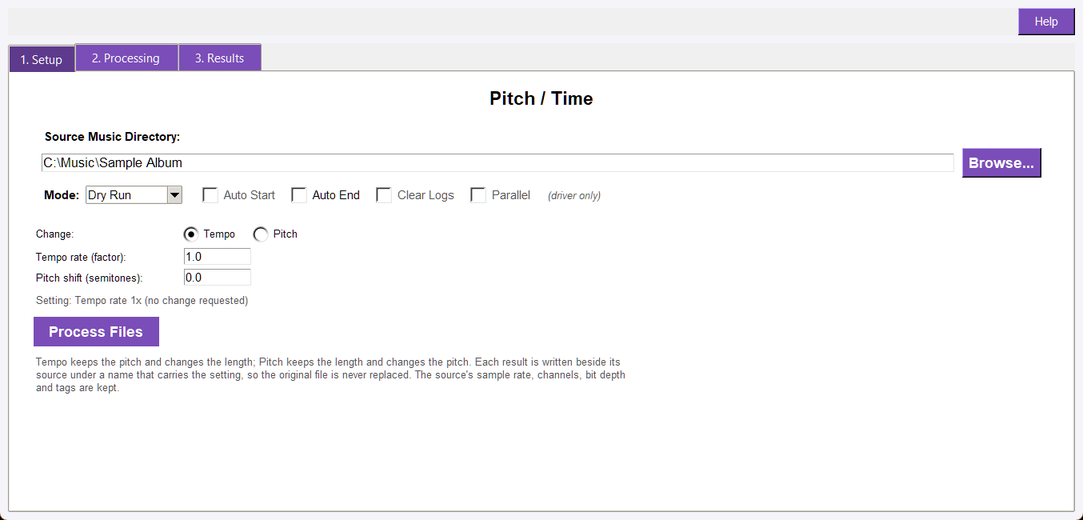 Help
1. Setup
2. Processing
3. Results
Pitch / Time
Source Music Directory:
C:\Music\Sample Album
Browse...
Mode: Dry Run Auto Start Auto End Clear Logs Parallel (driver only)
Change: Tempo Pitch
Tempo rate (factor): 1.0
Pitch shift (semitones): 0.0
Setting: Tempo rate 1x (no change requested)
Process Files
Tempo keeps the pitch and changes the length; Pitch keeps the length and changes the pitch. Each result is written beside its
source under a name that carries the setting, so the original file is never replaced. The source's sample rate, channels, bit depth
and tags are kept.